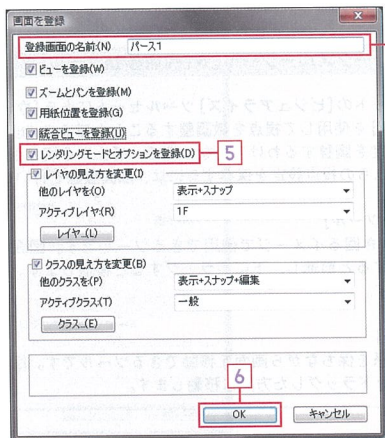 画面を登録
登録画面の名前:(N) パース1
ビューを登録(W)
ズームとパンを登録(M)
用紙位置を登録(G)
統合ビューを登録(U)
レンダリングモードとオプションを登録(D) 5
レイヤの見え方を変更(I)
他のレイヤを:(O) 表示+スナップ
アクティブレイヤ:(R) 1F
レイヤ...(L)
クラスの見え方を変更(B)
他のクラスを:(P) 表示+スナップ+編集
アクティブクラス:(T) 一般
クラス...(E)
6
OK キャンセル